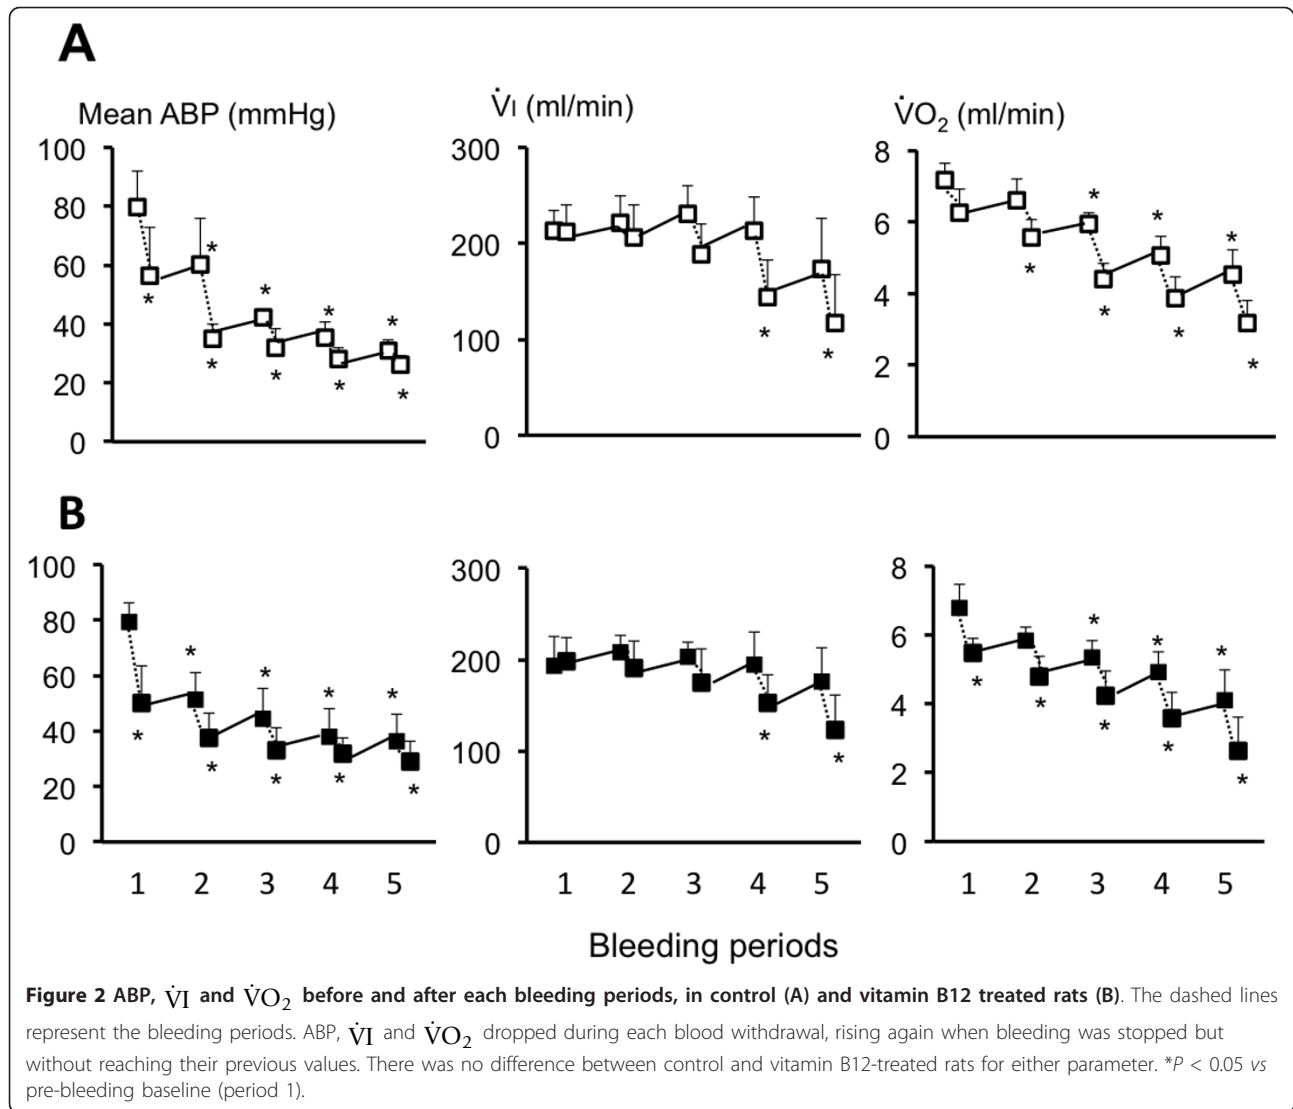 A
Mean ABP (mmHg)
V̇I (ml/min)
V̇O₂ (ml/min)
100
80
60
40
20
0
* * * * *
* * * *
300
200
100
0
* *
8
6
4
2
0
* * *
* * * *
B
100
80
60
40
20
0
* * * *
* * * * *
1 2 3 4 5
300
200
100
0
* *
1 2 3 4 5
8
6
4
2
0
* * *
* * * * *
1 2 3 4 5
Bleeding periods
Figure 2 ABP, V̇I and V̇O₂ before and after each bleeding periods, in control (A) and vitamin B12 treated rats (B). The dashed lines
represent the bleeding periods. ABP, V̇I and V̇O₂ dropped during each blood withdrawal, rising again when bleeding was stopped but
without reaching their previous values. There was no difference between control and vitamin B12-treated rats for either parameter. *P < 0.05 vs
pre-bleeding baseline (period 1).